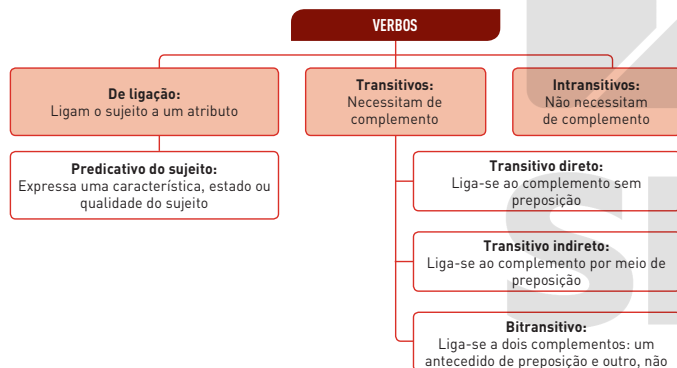 VERBOS
De ligação:
Ligam o sujeito a um atributo
Transitivos:
Necessitam de
complemento
Intransitivos:
Não necessitam
de complemento
Predicativo do sujeito:
Expressa uma característica, estado ou
qualidade do sujeito
Transitivo direto:
Liga-se ao complemento sem
preposição
Transitivo indireto:
Liga-se ao complemento por meio de
preposição
Bitransitivo:
Liga-se a dois complementos: um
antecedido de preposição e outro, não